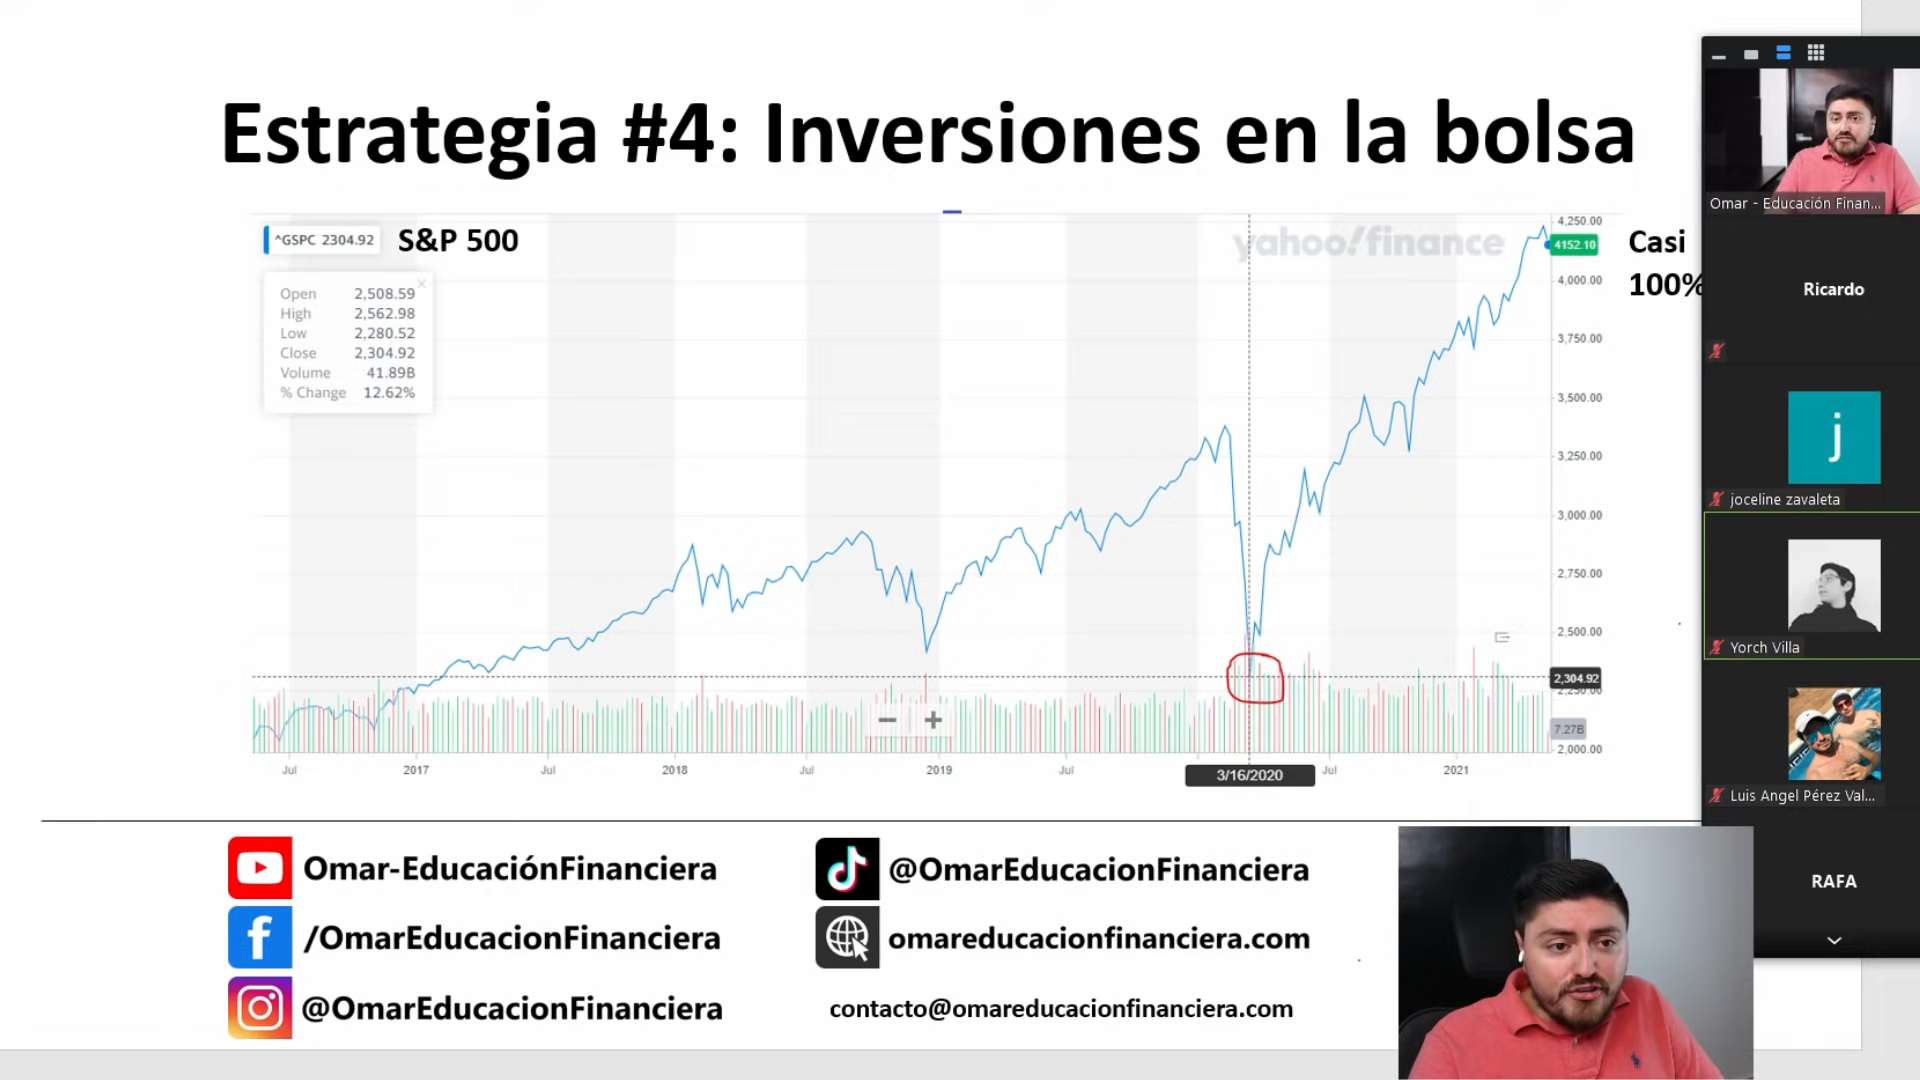 Estrategia #4: Inversiones en la bolsa
^GSPC 2304.92
S&P 500
yahoo!finance
Casi
100%
Open 2,508.59
High 2,562.98
Low 2,280.52
Close 2,304.92
Volume 41.89B
% Change 12.62%
4,250.00
4152.10
4,000.00
3,750.00
3,500.00
3,250.00
3,000.00
2,750.00
2,500.00
2,304.92
2,250.00
7.27B
2,000.00
Jul 2017 Jul 2018 Jul 2019 Jul 3/16/2020 Jul 2021
Omar-EducaciónFinanciera
/OmarEducacionFinanciera
@OmarEducacionFinanciera
@OmarEducacionFinanciera
omareducacionfinanciera.com
contacto@omareducacionfinanciera.com
Omar - Educación Finan...
Ricardo
j
joceline zavaleta
Yorch Villa
Luis Angel Pérez Val...
RAFA